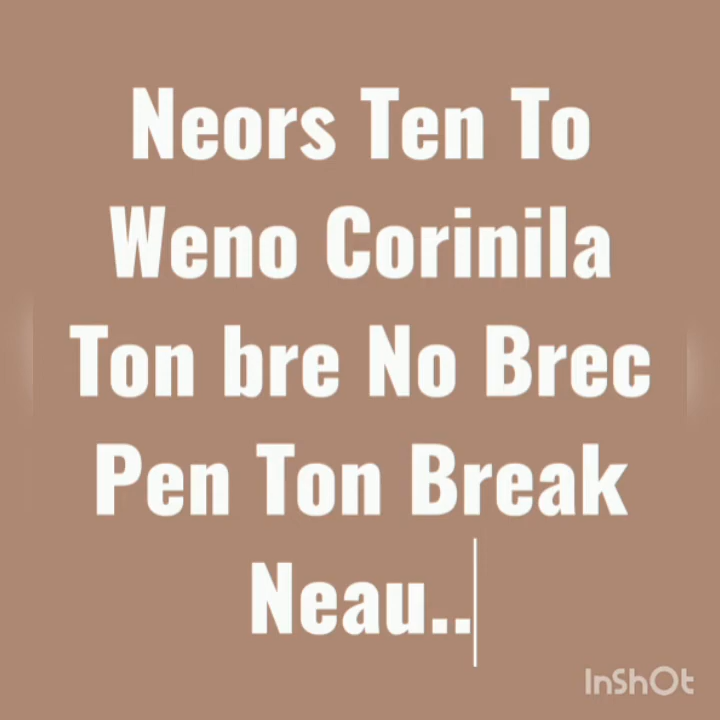 Neors Ten To
Weno Corinila
Ton bre No Brec
Pen Ton Break
Neau..
InShOt